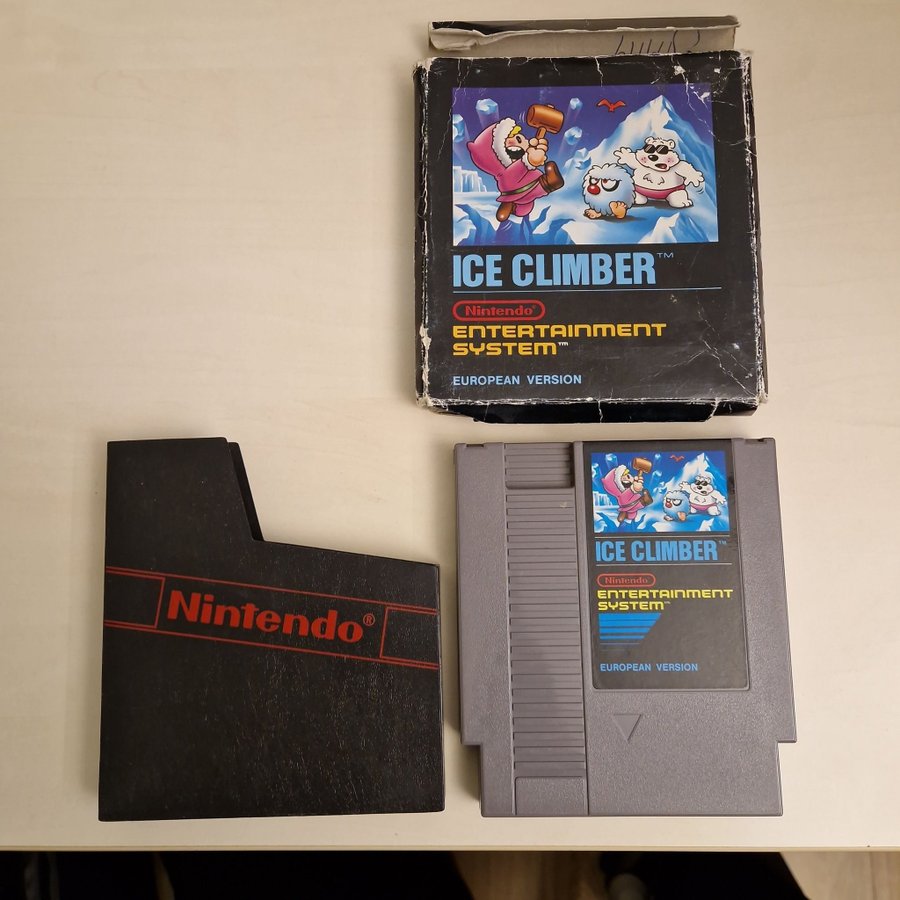 ICE CLIMBER™
Nintendo®
ENTERTAINMENT
SYSTEM™
EUROPEAN VERSION
Nintendo®
ICE CLIMBER™
Nintendo®
ENTERTAINMENT
SYSTEM™
EUROPEAN VERSION